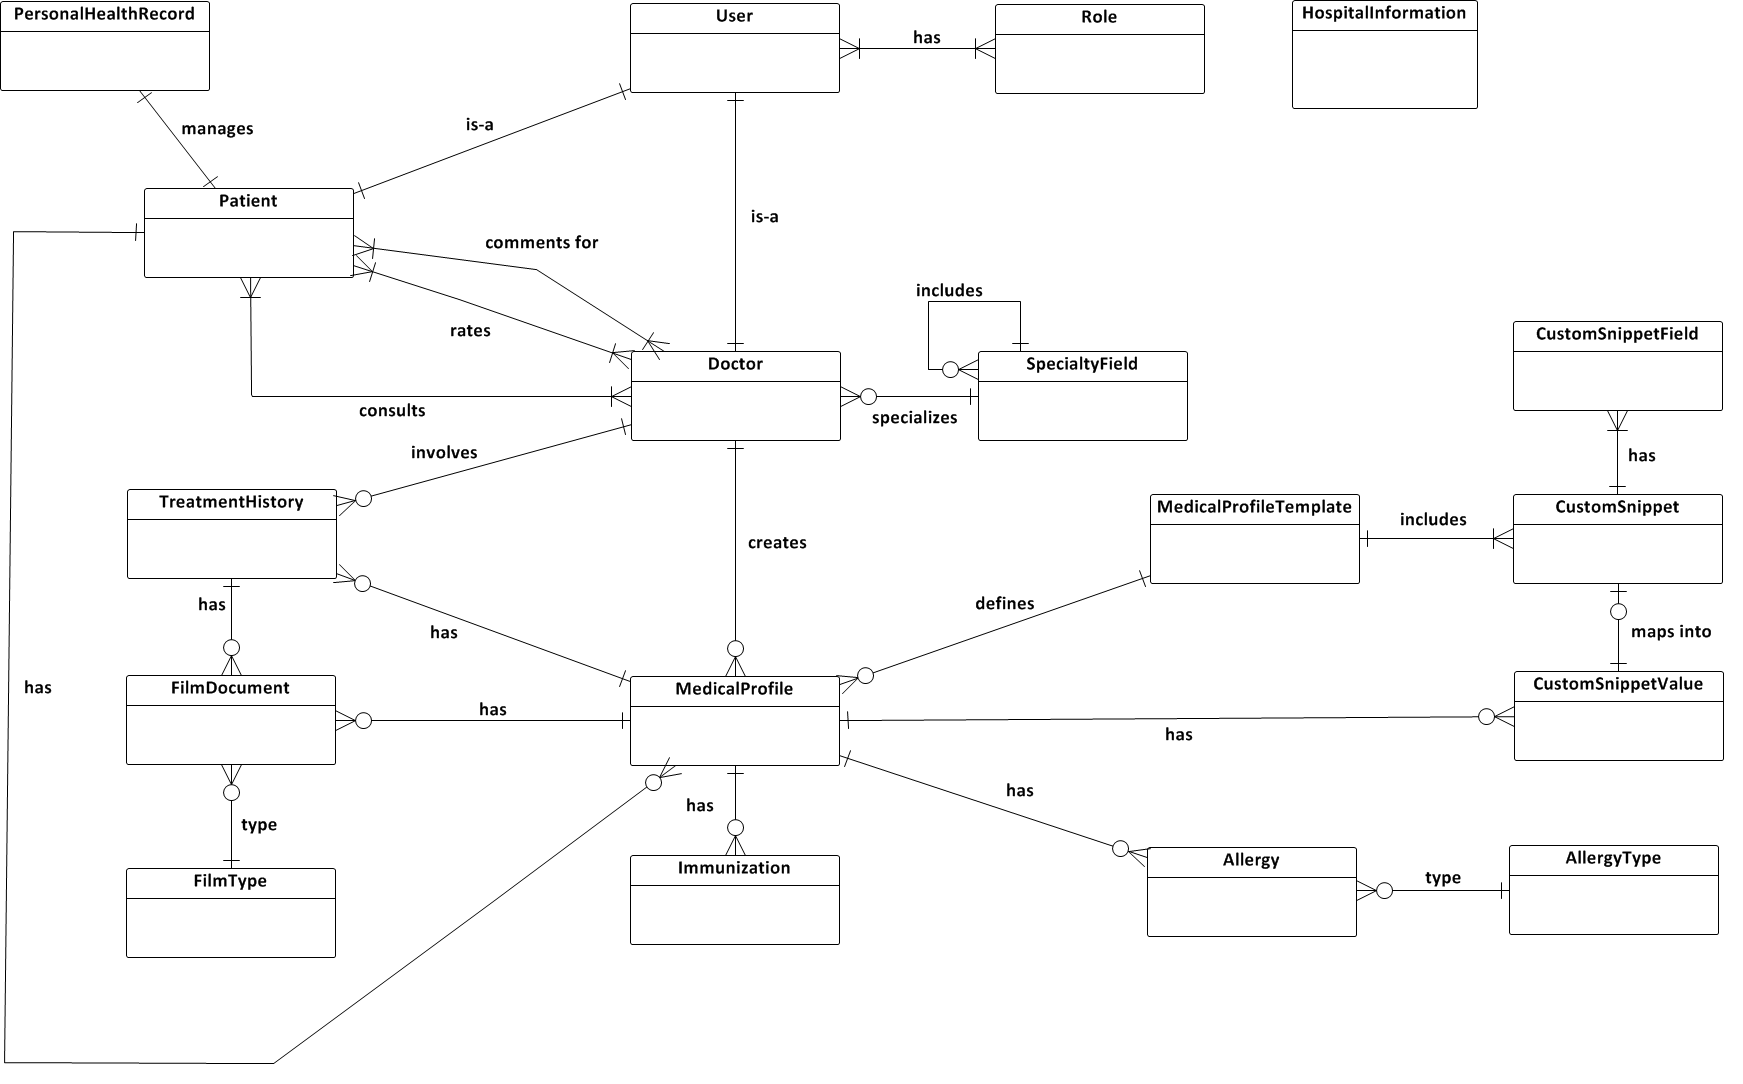 PersonalHealthRecord
User
Role
HospitalInformation
has
manages
is-a
Patient
is-a
comments for
includes
rates
CustomSnippetField
Doctor
SpecialtyField
consults
specializes
involves
has
TreatmentHistory
MedicalProfileTemplate
CustomSnippet
includes
creates
has
defines
has
maps into
has
FilmDocument
MedicalProfile
CustomSnippetValue
has
has
has
has
type
AllergyType
Allergy
Immunization
type
FilmType